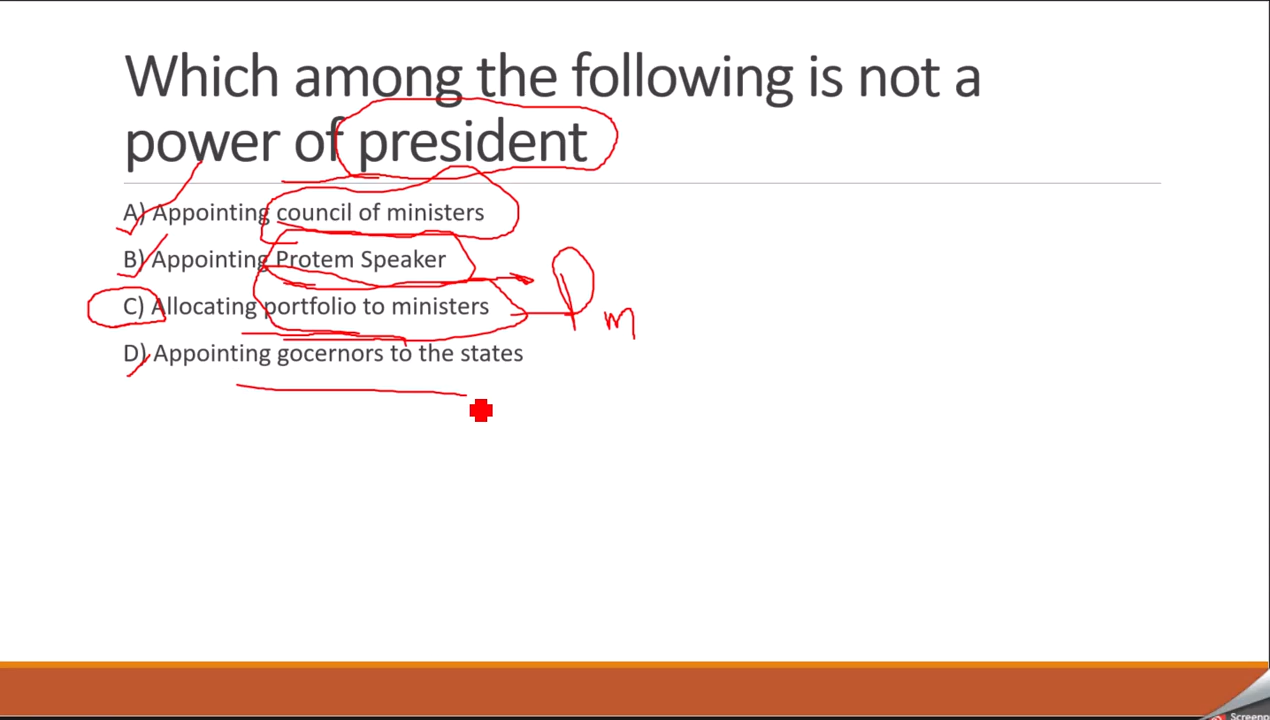 Which among the following is not a
power of president
A) Appointing council of ministers
B) Appointing Protem Speaker
C) Allocating portfolio to ministers
Pm
D) Appointing gocernors to the states